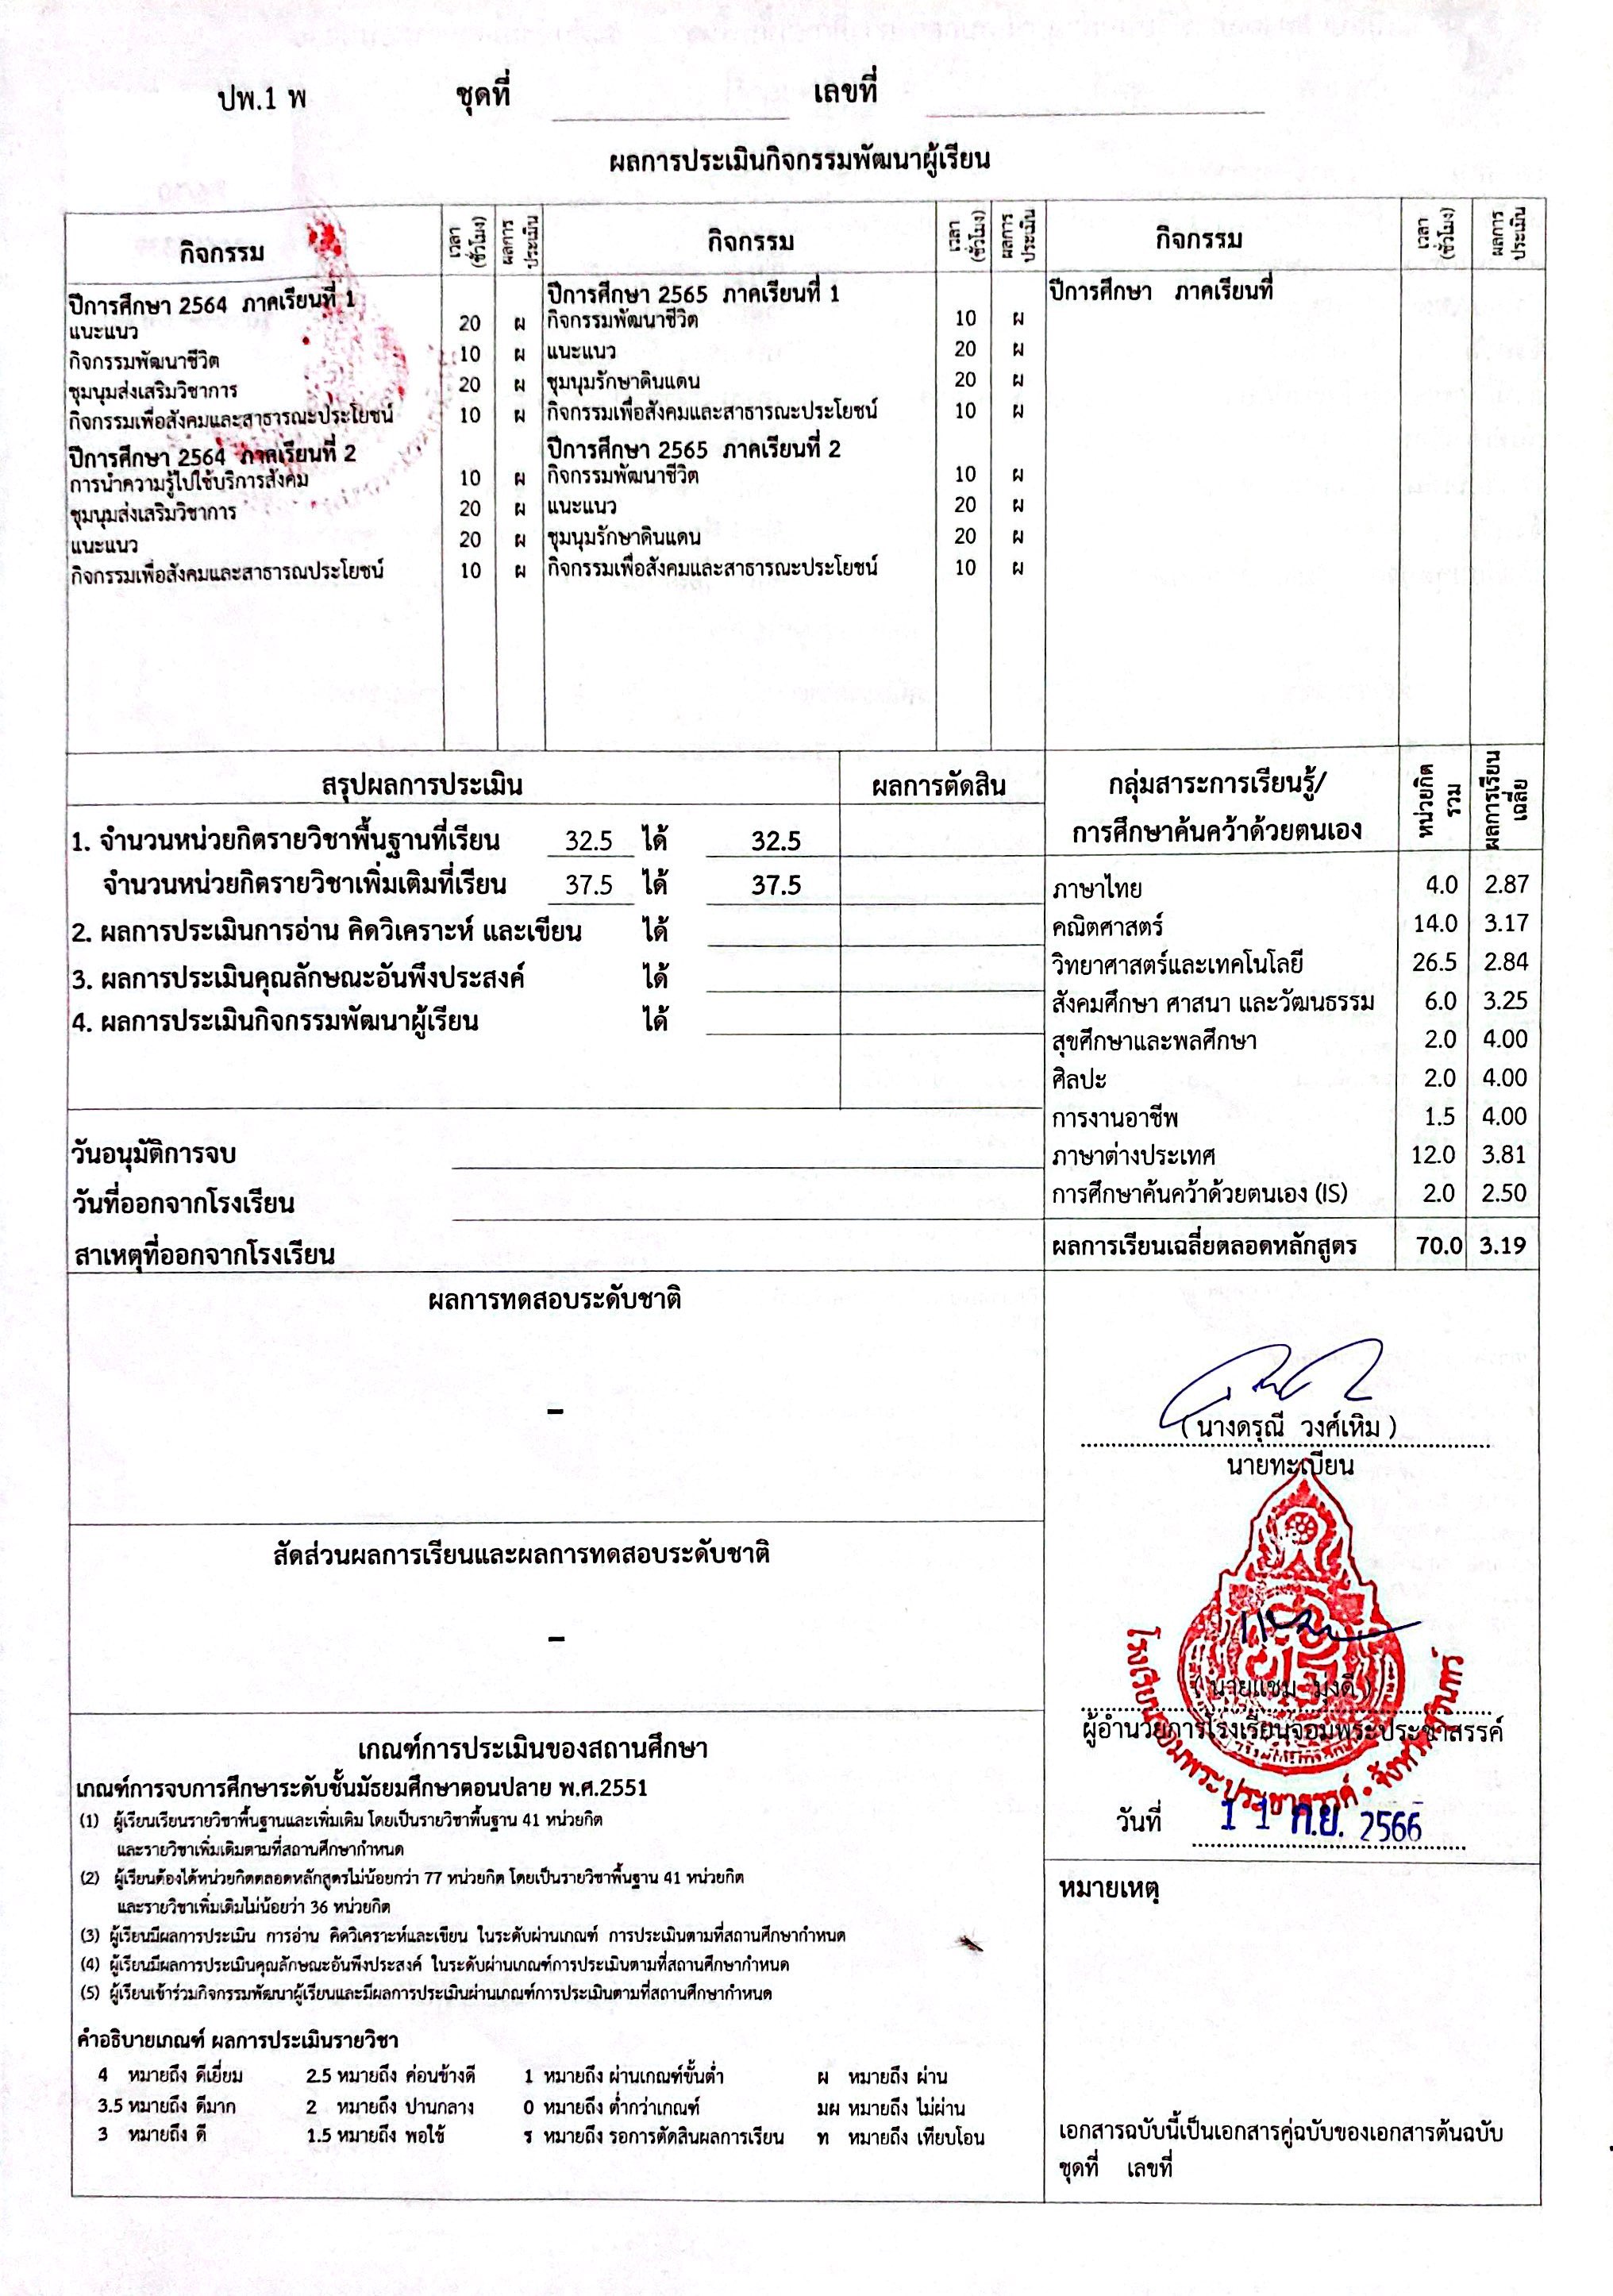 ปพ.1 พ ชุดที่ เลขที่
ผลการประเมินกิจกรรมพัฒนาผู้เรียน
กิจกรรม เวลา (ชั่วโมง) ผลการ ประเมิน กิจกรรม เวลา (ชั่วโมง) ผลการ ประเมิน กิจกรรม เวลา (ชั่วโมง) ผลการ ประเมิน
ปีการศึกษา 2564 ภาคเรียนที่ 1 ปีการศึกษา 2565 ภาคเรียนที่ 1 ปีการศึกษา ภาคเรียนที่
แนะแนว 20 ผ กิจกรรมพัฒนาชีวิต 10 ผ
กิจกรรมพัฒนาชีวิต 10 ผ แนะแนว 20 ผ
ชุมนุมส่งเสริมวิชาการ 20 ผ ชุมนุมรักษาดินแดน 20 ผ
กิจกรรมเพื่อสังคมและสาธารณะประโยชน์ 10 ผ กิจกรรมเพื่อสังคมและสาธารณะประโยชน์ 10 ผ
ปีการศึกษา 2564 ภาคเรียนที่ 2 ปีการศึกษา 2565 ภาคเรียนที่ 2
การนำความรู้ไปใช้บริการสังคม 10 ผ กิจกรรมพัฒนาชีวิต 10 ผ
ชุมนุมส่งเสริมวิชาการ 20 ผ แนะแนว 20 ผ
แนะแนว 20 ผ ชุมนุมรักษาดินแดน 20 ผ
กิจกรรมเพื่อสังคมและสาธารณประโยชน์ 10 ผ กิจกรรมเพื่อสังคมและสาธารณะประโยชน์ 10 ผ
สรุปผลการประเมิน ผลการตัดสิน
1. จำนวนหน่วยกิตรายวิชาพื้นฐานที่เรียน 32.5 ได้ 32.5
จำนวนหน่วยกิตรายวิชาเพิ่มเติมที่เรียน 37.5 ได้ 37.5
2. ผลการประเมินการอ่าน คิดวิเคราะห์ และเขียน ได้
3. ผลการประเมินคุณลักษณะอันพึงประสงค์ ได้
4. ผลการประเมินกิจกรรมพัฒนาผู้เรียน ได้
วันอนุมัติการจบ
วันที่ออกจากโรงเรียน
สาเหตุที่ออกจากโรงเรียน
กลุ่มสาระการเรียนรู้/ หน่วยกิต รวม ผลการเรียน เฉลี่ย
การศึกษาค้นคว้าด้วยตนเอง
ภาษาไทย 4.0 2.87
คณิตศาสตร์ 14.0 3.17
วิทยาศาสตร์และเทคโนโลยี 26.5 2.84
สังคมศึกษา ศาสนา และวัฒนธรรม 6.0 3.25
สุขศึกษาและพลศึกษา 2.0 4.00
ศิลปะ 2.0 4.00
การงานอาชีพ 1.5 4.00
ภาษาต่างประเทศ 12.0 3.81
การศึกษาค้นคว้าด้วยตนเอง (IS) 2.0 2.50
ผลการเรียนเฉลี่ยตลอดหลักสูตร 70.0 3.19
ผลการทดสอบระดับชาติ
-
สัดส่วนผลการเรียนและผลการทดสอบระดับชาติ
-
( นางดรุณี วงศ์เหิม )
นายทะเบียน
( นายแชม มุ่งดี )
ผู้อำนวยการโรงเรียนจอมพระประชาสรรค์
โรงเรียนจอมพระประชาสรรค์ • จังหวัดสุรินทร์
วันที่ 11 ก.ย. 2566
เกณฑ์การประเมินของสถานศึกษา
เกณฑ์การจบการศึกษาระดับชั้นมัธยมศึกษาตอนปลาย พ.ศ.2551
(1) ผู้เรียนเรียนรายวิชาพื้นฐานและเพิ่มเติม โดยเป็นรายวิชาพื้นฐาน 41 หน่วยกิต
และรายวิชาเพิ่มเติมตามที่สถานศึกษากำหนด
(2) ผู้เรียนต้องได้หน่วยกิตตลอดหลักสูตรไม่น้อยกว่า 77 หน่วยกิต โดยเป็นรายวิชาพื้นฐาน 41 หน่วยกิต
และรายวิชาเพิ่มเติมไม่น้อยว่า 36 หน่วยกิต
(3) ผู้เรียนมีผลการประเมิน การอ่าน คิดวิเคราะห์และเขียน ในระดับผ่านเกณฑ์ การประเมินตามที่สถานศึกษากำหนด
(4) ผู้เรียนมีผลการประเมินคุณลักษณะอันพึงประสงค์ ในระดับผ่านเกณฑ์การประเมินตามที่สถานศึกษากำหนด
(5) ผู้เรียนเข้าร่วมกิจกรรมพัฒนาผู้เรียนและมีผลการประเมินผ่านเกณฑ์การประเมินตามที่สถานศึกษากำหนด
คำอธิบายเกณฑ์ ผลการประเมินรายวิชา
4 หมายถึง ดีเยี่ยม 2.5 หมายถึง ค่อนข้างดี 1 หมายถึง ผ่านเกณฑ์ขั้นต่ำ ผ หมายถึง ผ่าน
3.5 หมายถึง ดีมาก 2 หมายถึง ปานกลาง 0 หมายถึง ต่ำกว่าเกณฑ์ มผ หมายถึง ไม่ผ่าน
3 หมายถึง ดี 1.5 หมายถึง พอใช้ ร หมายถึง รอการตัดสินผลการเรียน ท หมายถึง เทียบโอน
หมายเหตุ
เอกสารฉบับนี้เป็นเอกสารคู่ฉบับของเอกสารต้นฉบับ
ชุดที่ เลขที่